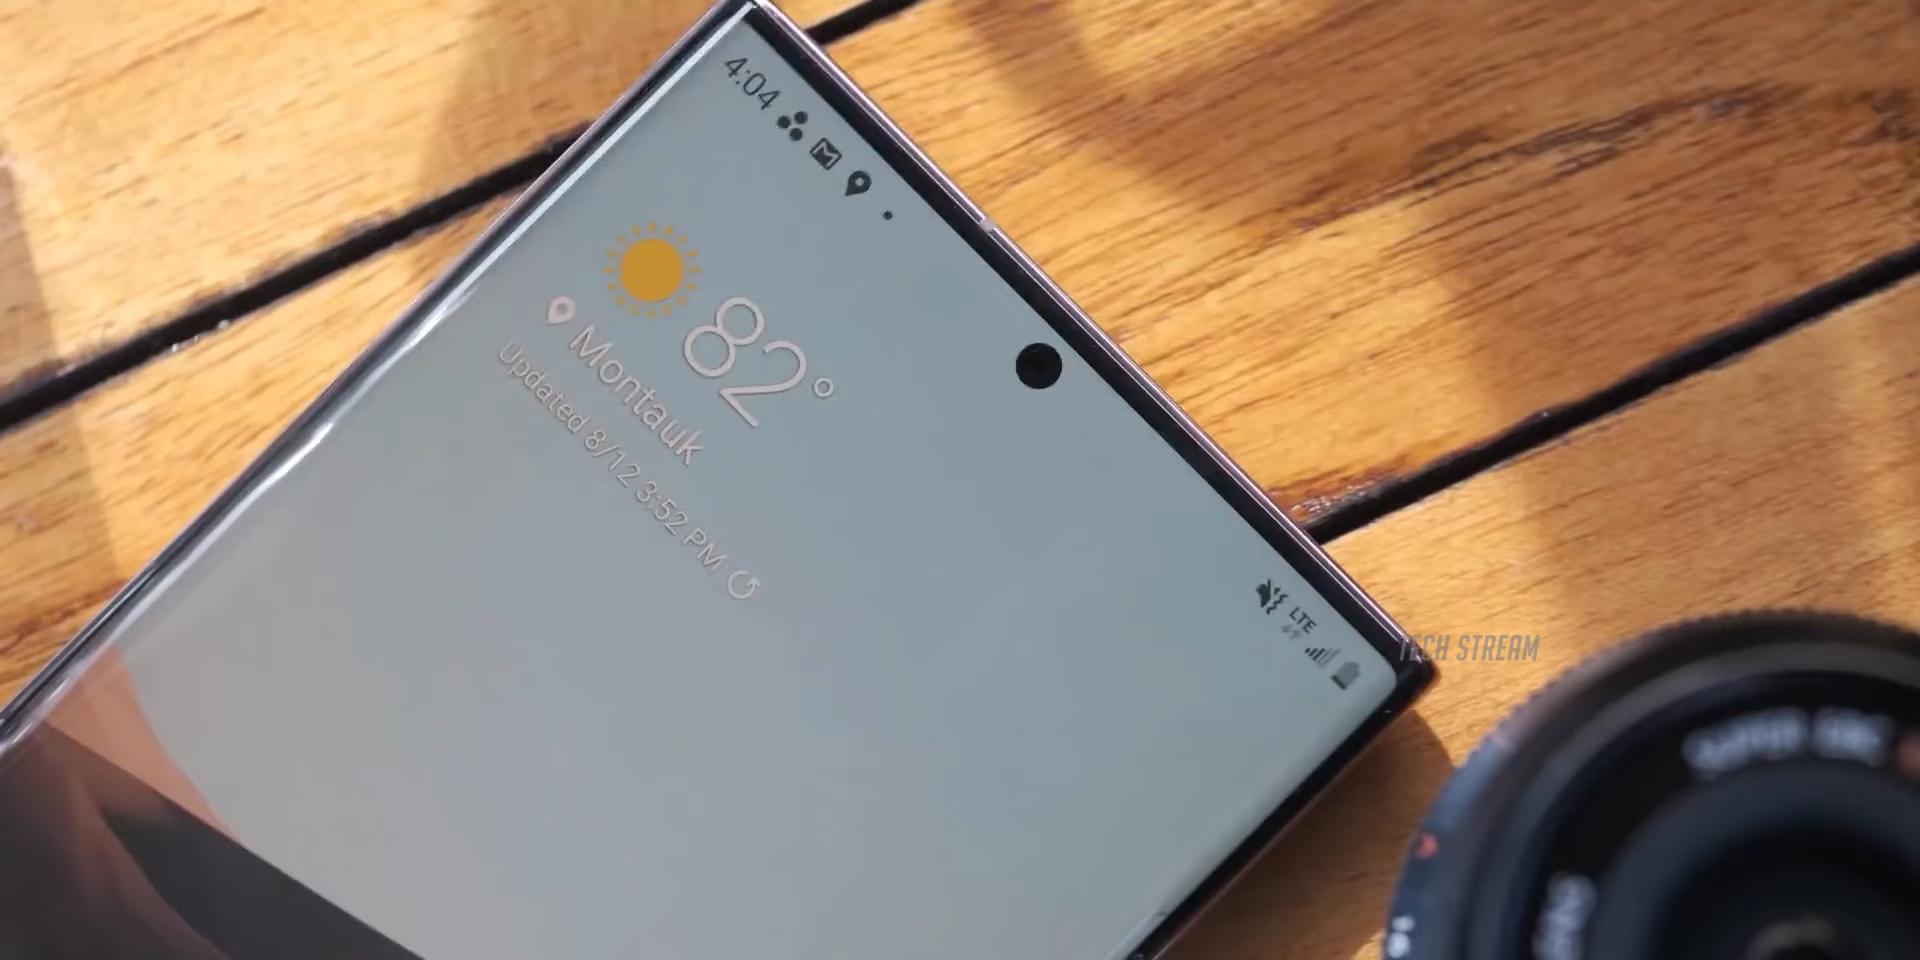 4:04
LTE
82°
Montauk
Updated 8/12 3:52 PM
TECH STREAM